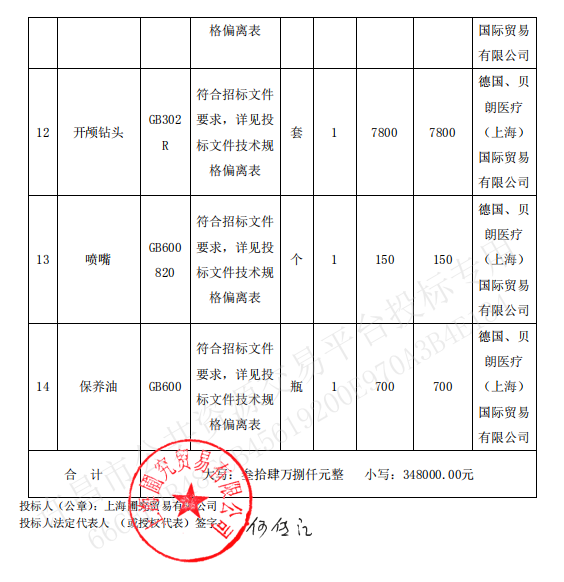 格偏离表
国际贸易
有限公司
12 开颅钻头 GB302R 符合招标文件要求，详见投标文件技术规格偏离表 套 1 7800 7800 德国、贝朗医疗（上海）国际贸易有限公司
13 喷嘴 GB600820 符合招标文件要求，详见投标文件技术规格偏离表 个 1 150 150 德国、贝朗医疗（上海）国际贸易有限公司
14 保养油 GB600 符合招标文件要求，详见投标文件技术规格偏离表 瓶 1 700 700 德国、贝朗医疗（上海）国际贸易有限公司
合 计 大写：叁拾肆万捌仟元整 小写：348000.00元
投标人（公章）：上海圃究贸易有限公司
投标人法定代表人 （或授权代表）签字：